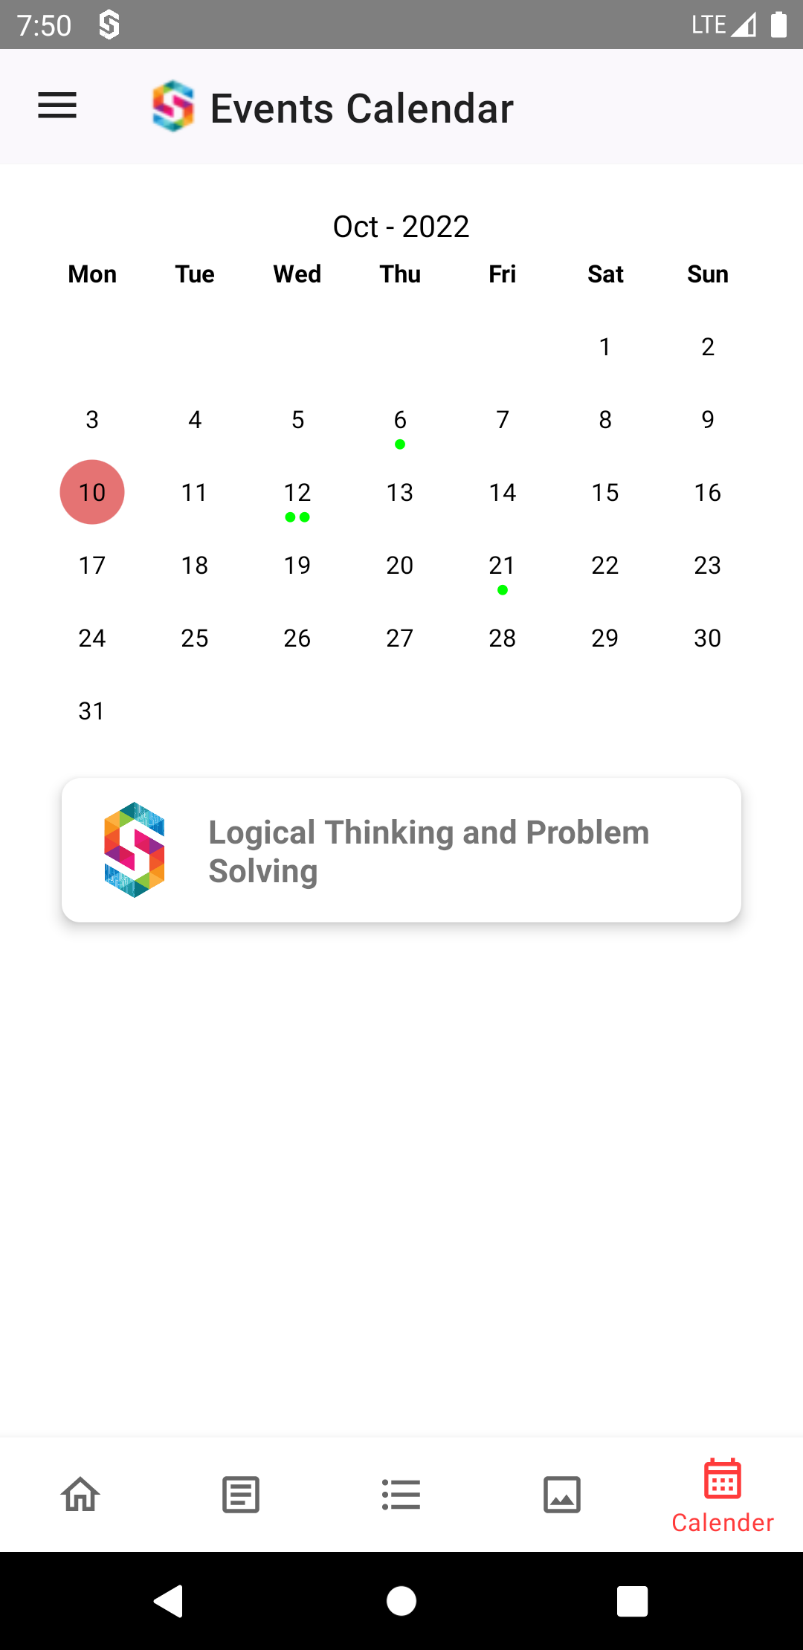 7:50 LTE
Events Calendar
Oct - 2022
Mon Tue Wed Thu Fri Sat Sun
1 2
3 4 5 6 7 8 9
10 11 12 13 14 15 16
17 18 19 20 21 22 23
24 25 26 27 28 29 30
31
Logical Thinking and Problem
Solving
Calender